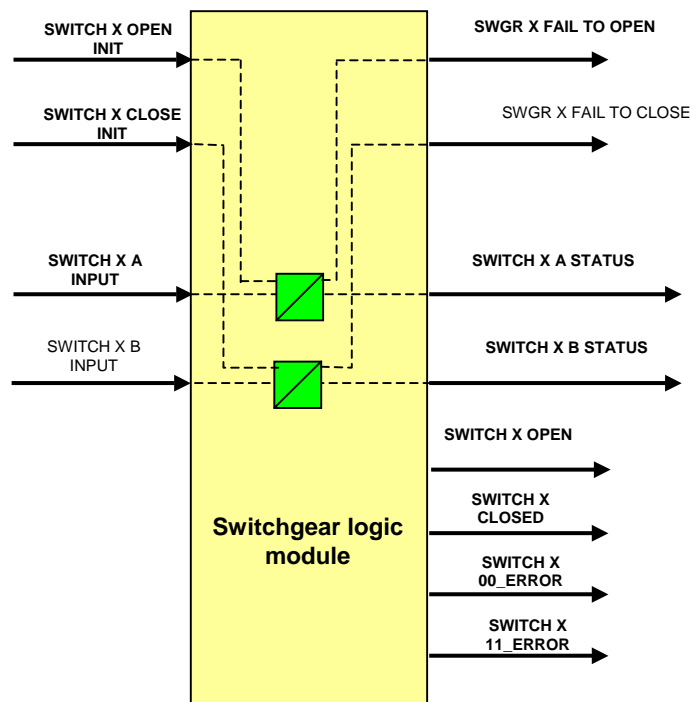 SWITCH X OPEN
INIT
SWGR X FAIL TO OPEN
SWITCH X CLOSE
INIT
SWGR X FAIL TO CLOSE
SWITCH X A
INPUT
SWITCH X A STATUS
SWITCH X B
INPUT
SWITCH X B STATUS
SWITCH X OPEN
SWITCH X
CLOSED
Switchgear logic
module
SWITCH X
00_ERROR
SWITCH X
11_ERROR